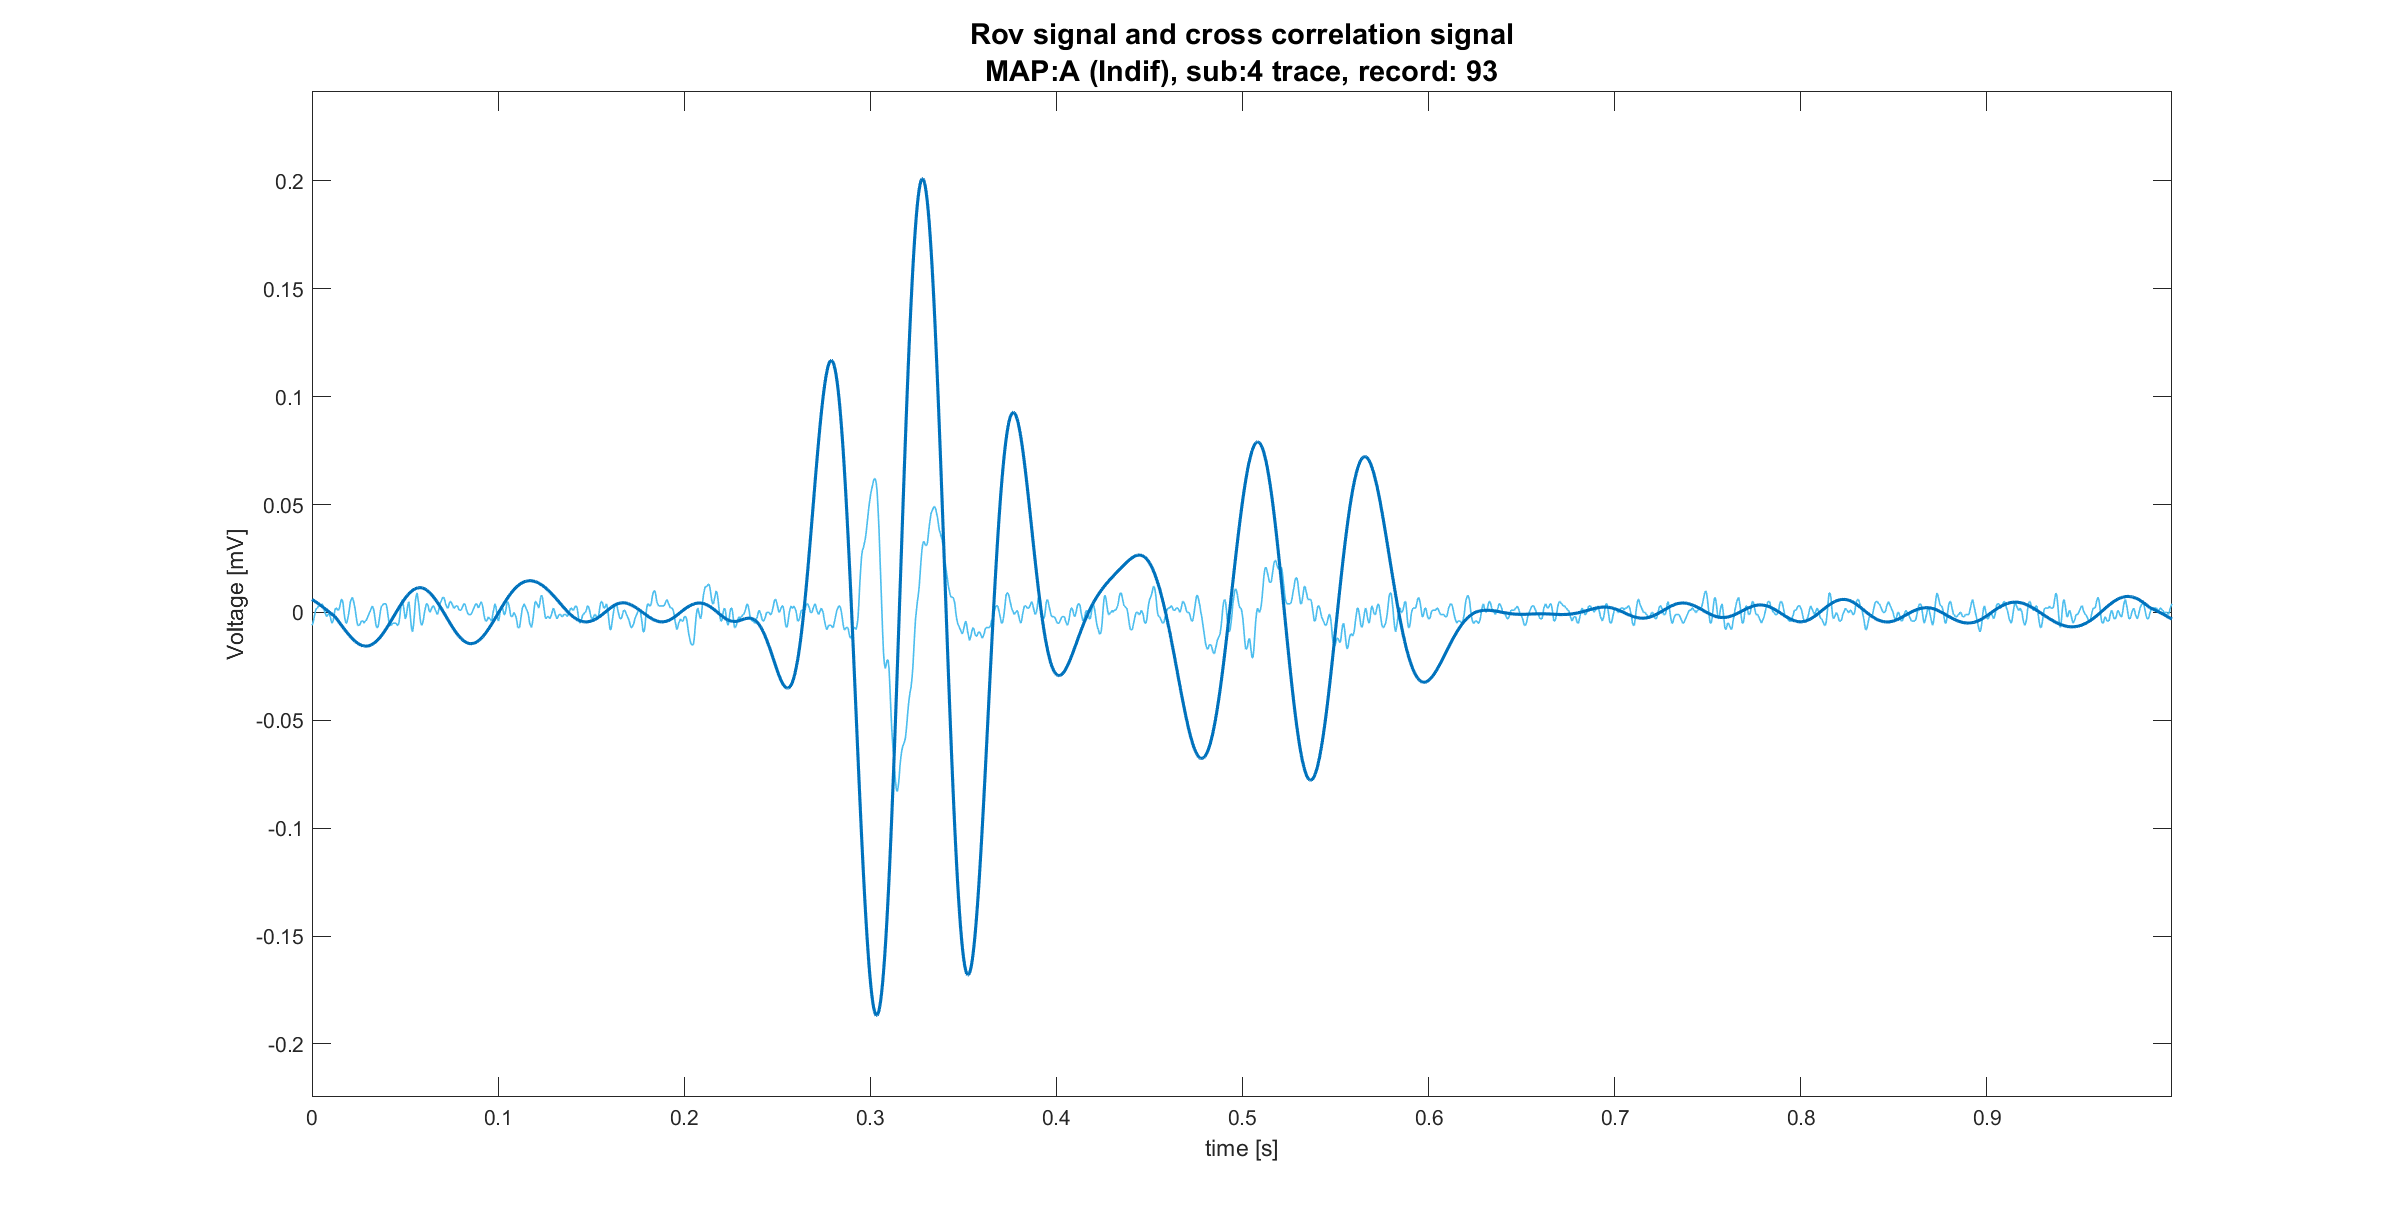 Rov signal and cross correlation signal
MAP:A (Indif), sub:4 trace, record: 93
0.2
0.15
0.1
0.05
0
-0.05
-0.1
-0.15
-0.2
Voltage [mV]
0 0.1 0.2 0.3 0.4 0.5 0.6 0.7 0.8 0.9
time [s]